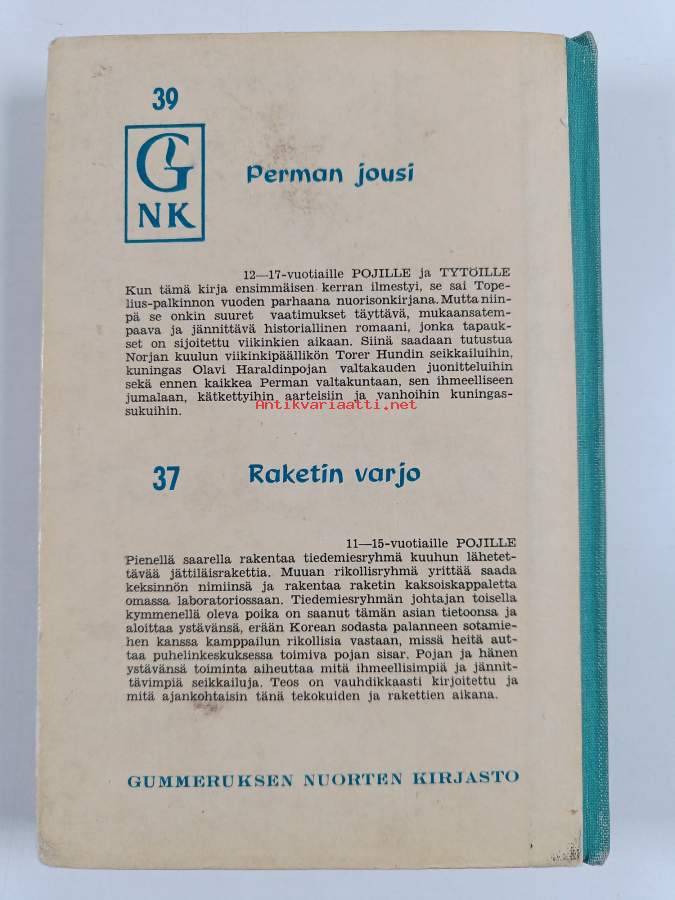 39
G
NK
Perman jousi
12—17-vuotiaille POJILLE ja TYTÖILLE
Kun tämä kirja ensimmäisen kerran ilmestyi, se sai Tope-
lius-palkinnon vuoden parhaana nuorisonkirjana. Mutta niin-
pä se onkin suuret vaatimukset täyttävä, mukaansatem-
paava ja jännittävä historiallinen romaani, jonka tapauk-
set on sijoitettu viikinkien aikaan. Siinä saadaan tutustua
Norjan kuulun viikinkipäällikön Torer Hundin seikkailuihin,
kuningas Olavi Haraldinpojan valtakauden juonitteluihin
sekä ennen kaikkea Perman valtakuntaan, sen ihmeelliseen
jumalaan, kätkettyihin aarteisiin ja vanhoihin kuningas-
sukuihin.
Antikvariaatti.net
37
Raketin varjo
11—15-vuotiaille POJILLE
Pienellä saarella rakentaa tiedemiesryhmä kuuhun lähetet-
tävää jättiläisrakettia. Muuan rikollisryhmä yrittää saada
keksinnön nimiinsä ja rakentaa raketin kaksoiskappaletta
omassa laboratoriossaan. Tiedemiesryhmän johtajan toisella
kymmenellä oleva poika on saanut tämän asian tietoonsa ja
aloittaa ystävänsä, erään Korean sodasta palanneen sotamie-
hen kanssa kamppailun rikollisia vastaan, missä heitä aut-
taa puhelinkeskuksessa toimiva pojan sisar. Pojan ja hänen
ystävänsä toiminta aiheuttaa mitä ihmeellisimpiä ja jännit-
tävimpiä seikkailuja. Teos on vauhdikkaasti kirjoitettu ja
mitä ajankohtaisin tänä tekokuiden ja rakettien aikana.
GUMMERUKSEN NUORTEN KIRJASTO